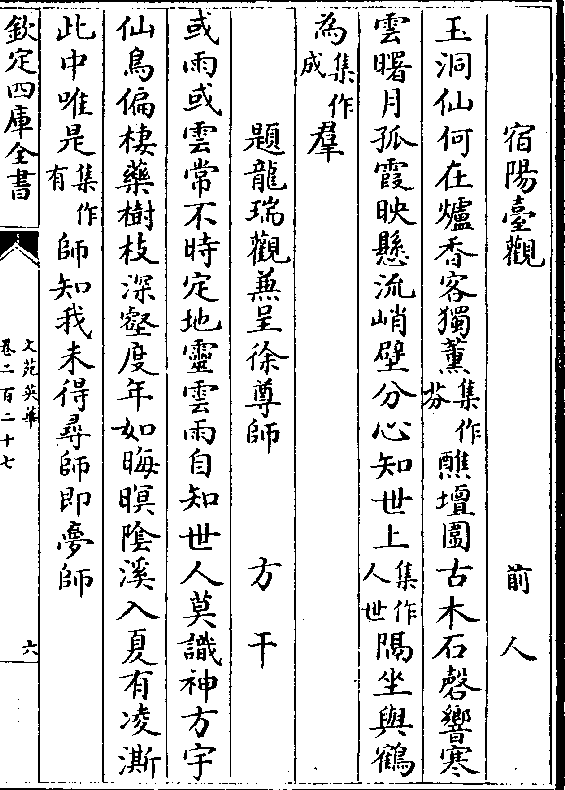 宿陽臺觀 前人
玉洞仙何在爐香客獨薰集作芬醮壇圍古木石磬響寒
雲曙月孤霞映懸流峭壁分心知世上集作人世隔坐與鶴
為集作成羣
題龍瑞觀兼呈徐尊師 方干
或雨或雲常不時定地靈雲雨自知世人莫識神方宇
仙鳥偏棲藥樹枝深壑度年如晦暝陰溪入夏有凌澌
此中唯是集作有師知我未得尋師即夢師
欽定四庫全書 文苑英華 卷二百二十七 六